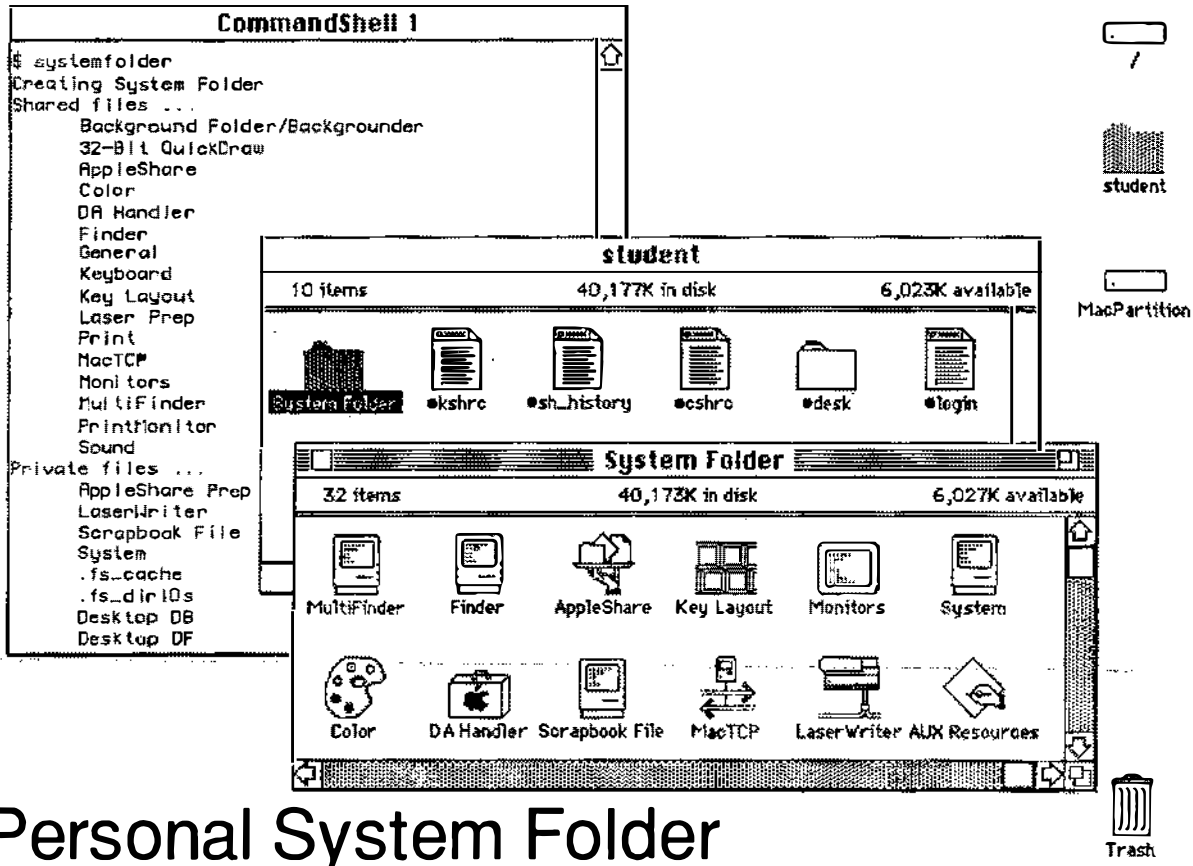 CommandShell 1
$ systemfolder
Creating System Folder
Shared files ...
Background Folder/Backgrounder
32-Bit QuickDraw
AppleShare
Color
DA Handler
Finder
General
Keyboard
Key Layout
Laser Prep
Print
MacTCP
Monitors
MultiFinder
PrintMonitor
Sound
Private files ...
AppleShare Prep
LaserWriter
Scrapbook File
System
.fs_cache
.fs_dirIDs
Desktop DB
Desktop DF
/
student
MacPartition
student
10 items 40,177K in disk 6,023K available
System Folder •kshrc •sh_history •cshrc •desk •login
System Folder
32 items 40,173K in disk 6,027K available
MultiFinder Finder AppleShare Key Layout Monitors System
Color DA Handler Scrapbook File MacTCP LaserWriter AUX Resources
Trash
Personal System Folder